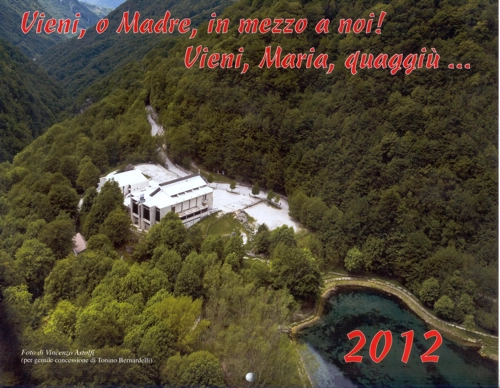 Vieni, o Madre, in mezzo a noi!
Vieni, Maria, quaggiù ...
2012
Foto di Vincenzo Astolfi
(per gentile concessione di Tonino Bernardelli)